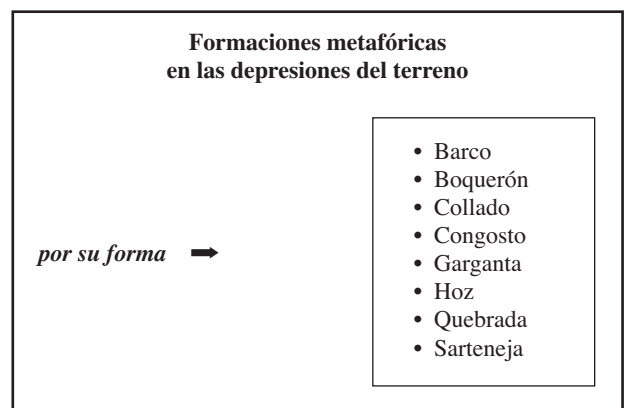 Formaciones metafóricas
en las depresiones del terreno
por su forma ➡
• Barco
• Boquerón
• Collado
• Congosto
• Garganta
• Hoz
• Quebrada
• Sarteneja